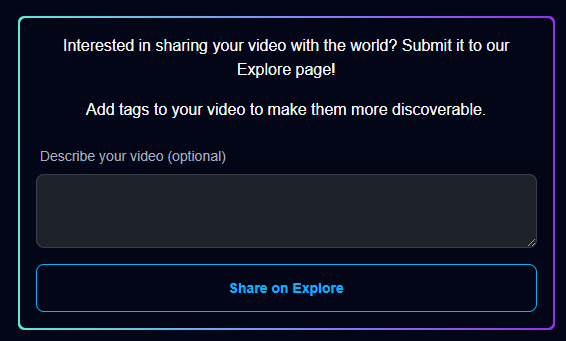 Interested in sharing your video with the world? Submit it to our
Explore page!
Add tags to your video to make them more discoverable.
Describe your video (optional)
Share on Explore